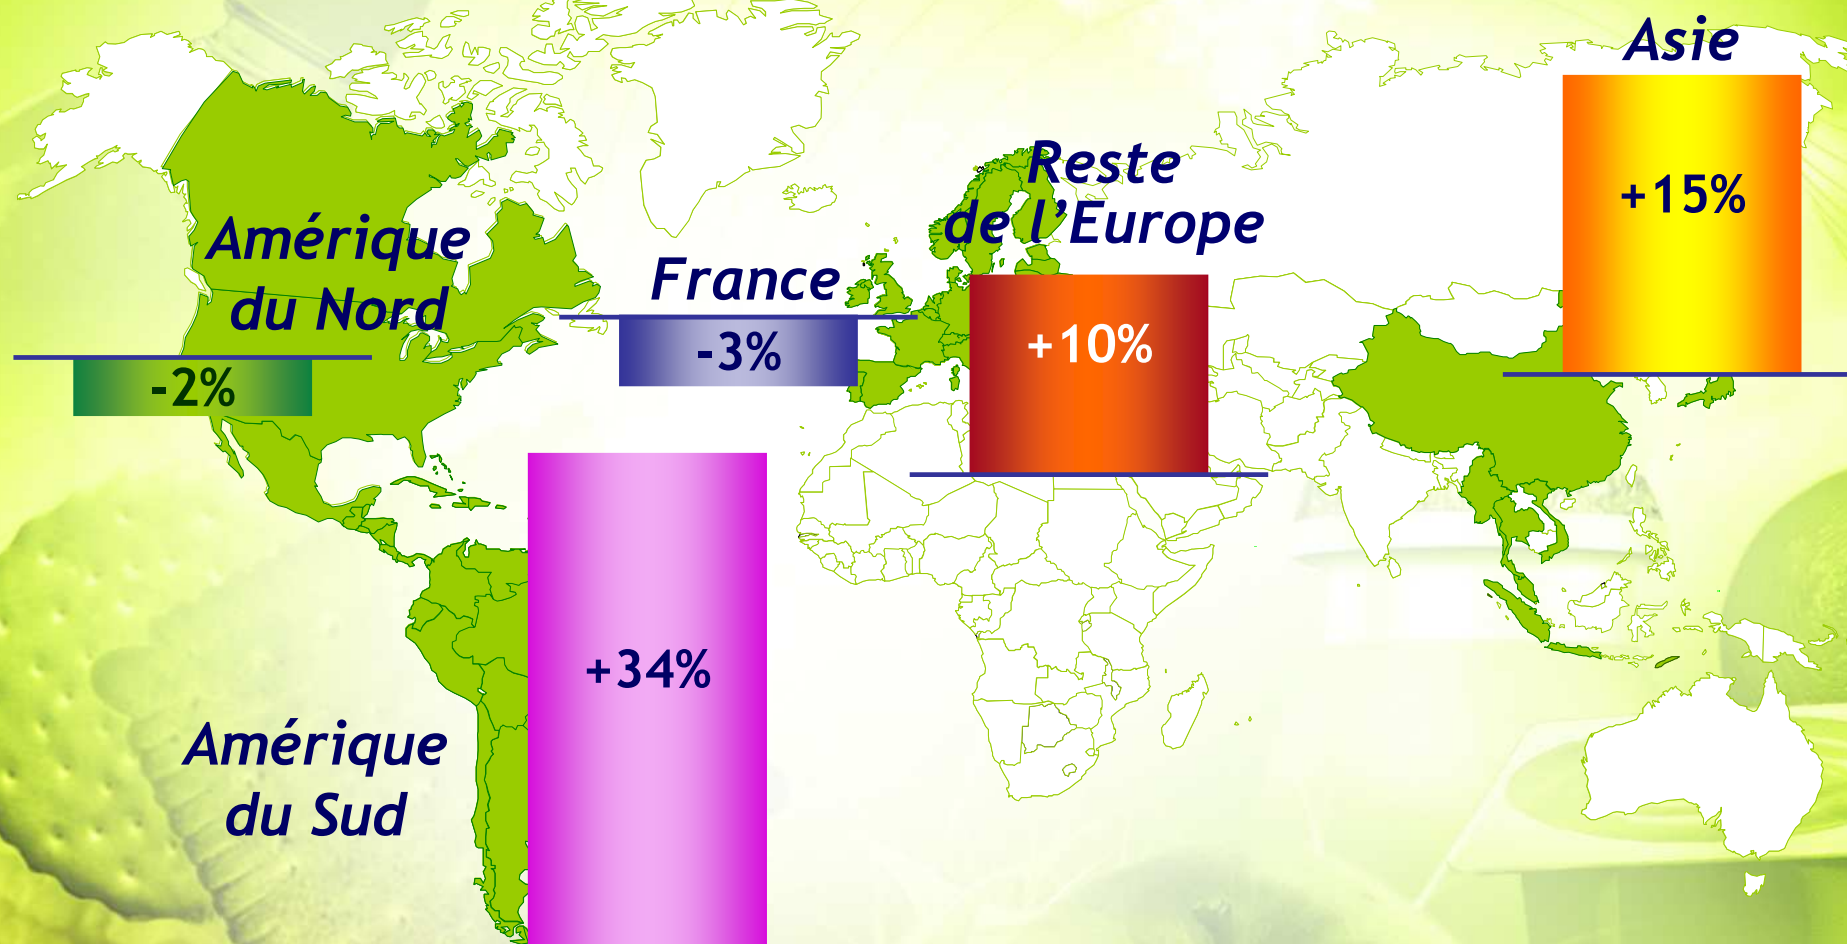 Asie
+15%
Reste
de l’Europe
+10%
France
-3%
Amérique
du Nord
-2%
+34%
Amérique
du Sud